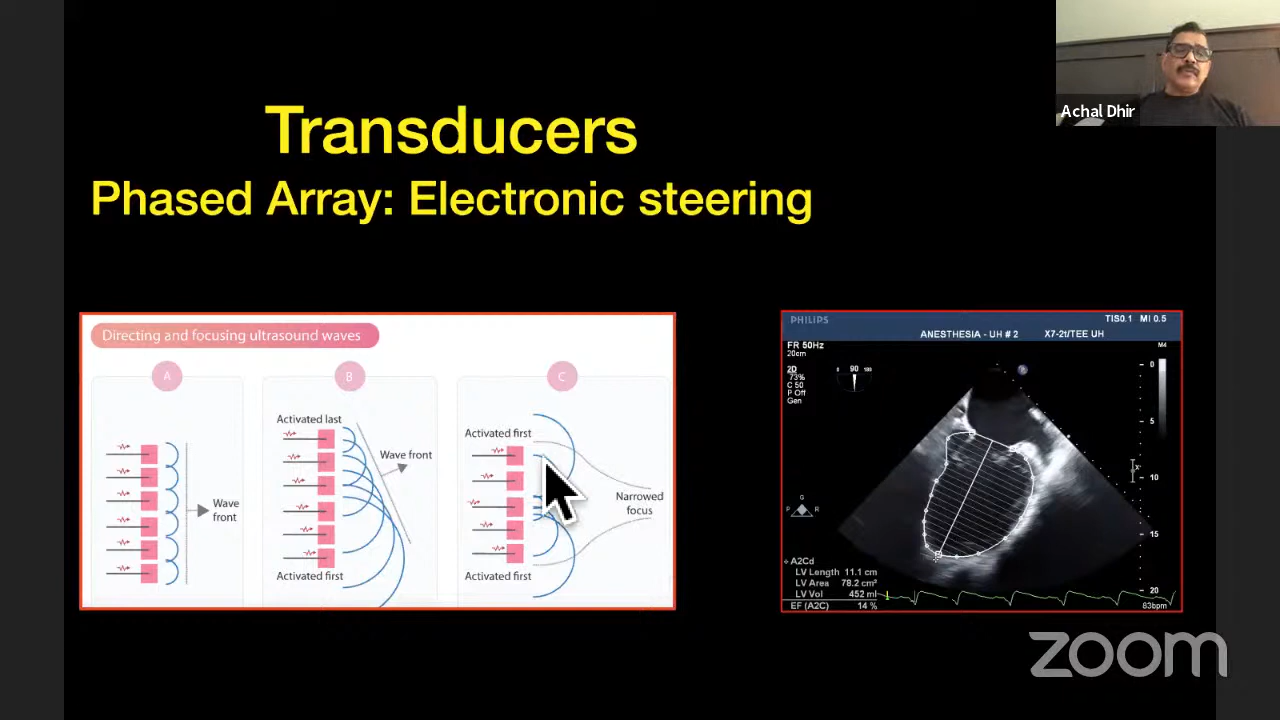 Achal Dhir
Transducers
Phased Array: Electronic steering
Directing and focusing ultrasound waves
A
B
C
Activated last
Wave front
Activated first
Wave
front
Activated first
Narrowed
focus
Activated first
PHILIPS
TIS0.1 MI 0.5
ANESTHESIA - UH # 2
X7-2t/TEE UH
FR 50Hz
20cm
M4
2D
73%
C 50
P Off
Gen
0 90 180
0
5
10
15
20
G
P R
A2Cd
LV Length 11.1 cm
LV Area 78.2 cm²
LV Vol 452 ml
EF (A2C) 14 %
83bpm
zoom